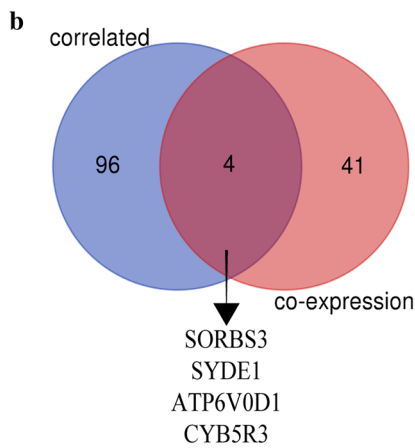 b
correlated
96 4 41
co-expression
SORBS3
SYDE1
ATP6V0D1
CYB5R3